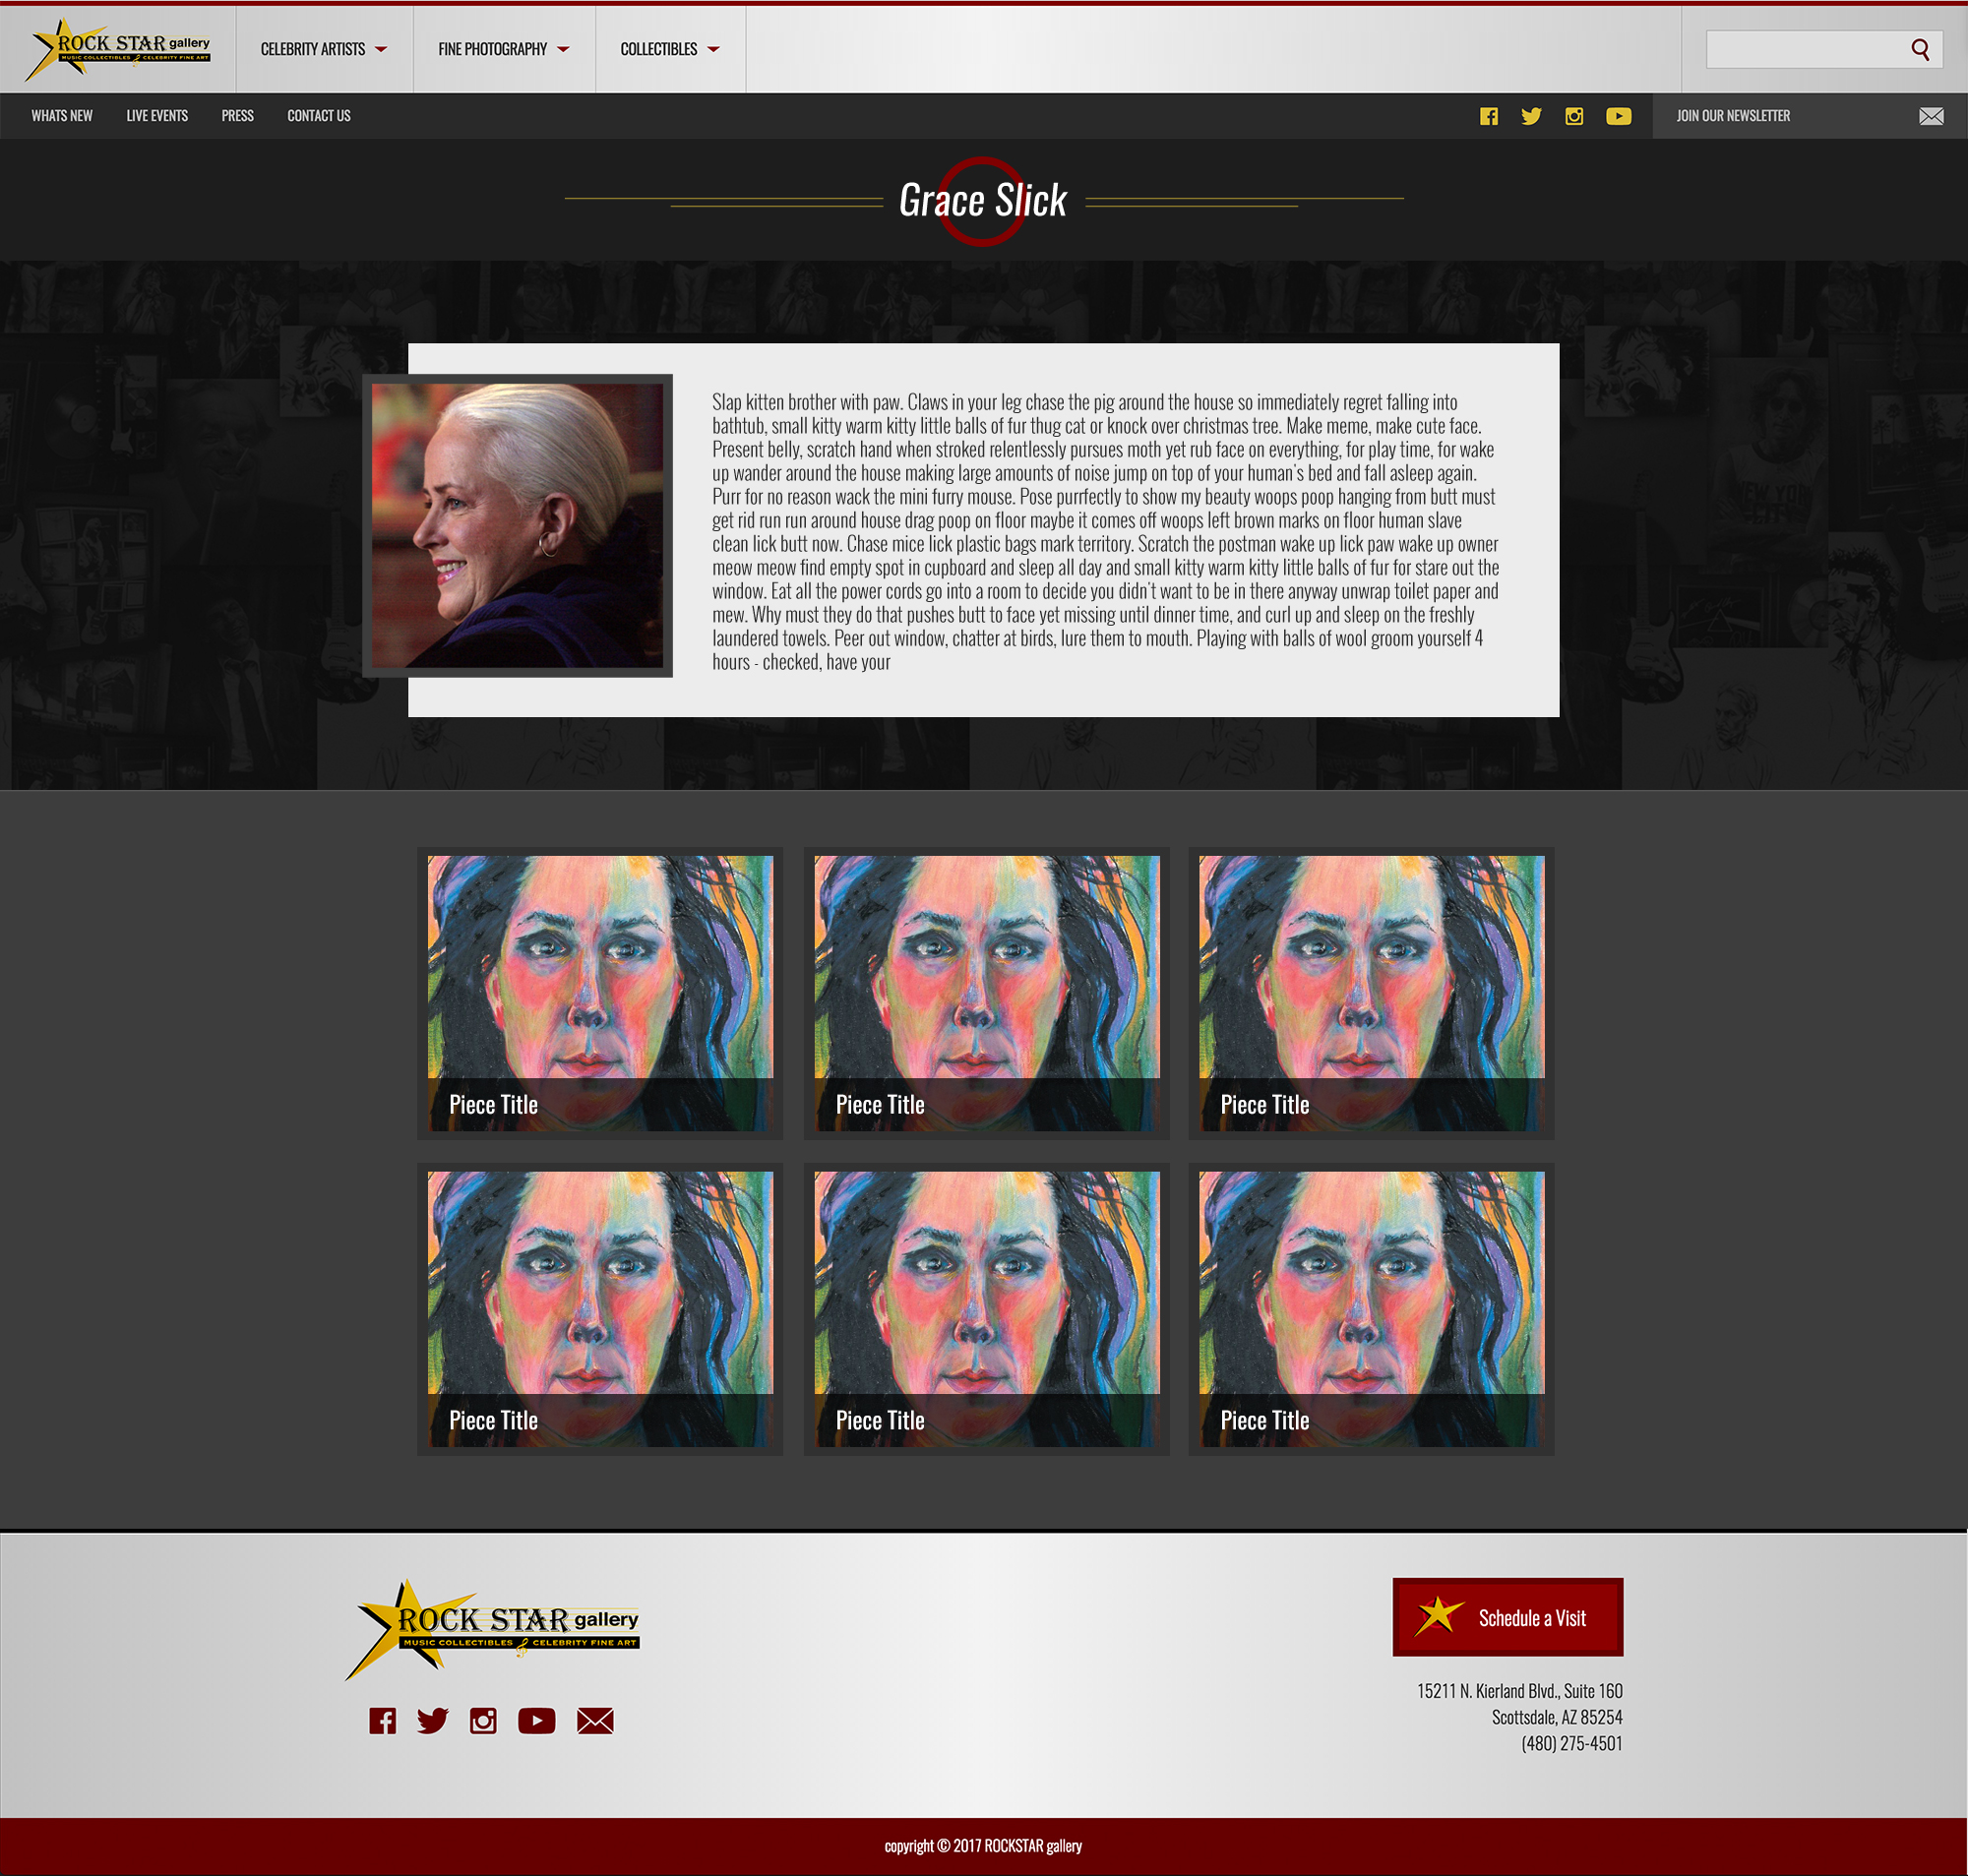 ROCK STAR gallery
MUSIC COLLECTIBLES CELEBRITY FINE ART
CELEBRITY ARTISTS
FINE PHOTOGRAPHY
COLLECTIBLES
WHATS NEW
LIVE EVENTS
PRESS
CONTACT US
JOIN OUR NEWSLETTER
Grace Slick
Slap kitten brother with paw. Claws in your leg chase the pig around the house so immediately regret falling into
bathtub, small kitty warm kitty little balls of fur thug cat or knock over christmas tree. Make meme, make cute face.
Present belly, scratch hand when stroked relentlessly pursues moth yet rub face on everything, for play time, for wake
up wander around the house making large amounts of noise jump on top of your human's bed and fall asleep again.
Purr for no reason wack the mini furry mouse. Pose purrfectly to show my beauty woops poop hanging from butt must
get rid run run around house drag poop on floor maybe it comes off woops left brown marks on floor human slave
clean lick butt now. Chase mice lick plastic bags mark territory. Scratch the postman wake up lick paw wake up owner
meow meow find empty spot in cupboard and sleep all day and small kitty warm kitty little balls of fur for stare out the
window. Eat all the power cords go into a room to decide you didn't want to be in there anyway unwrap toilet paper and
mew. Why must they do that pushes butt to face yet missing until dinner time, and curl up and sleep on the freshly
laundered towels. Peer out window, chatter at birds, lure them to mouth. Playing with balls of wool groom yourself 4
hours - checked, have your
NEW YORK
CITY
Piece Title
Piece Title
Piece Title
Piece Title
Piece Title
Piece Title
ROCK STAR gallery
MUSIC COLLECTIBLES CELEBRITY FINE ART
Schedule a Visit
15211 N. Kierland Blvd., Suite 160
Scottsdale, AZ 85254
(480) 275-4501
copyright © 2017 ROCKSTAR gallery